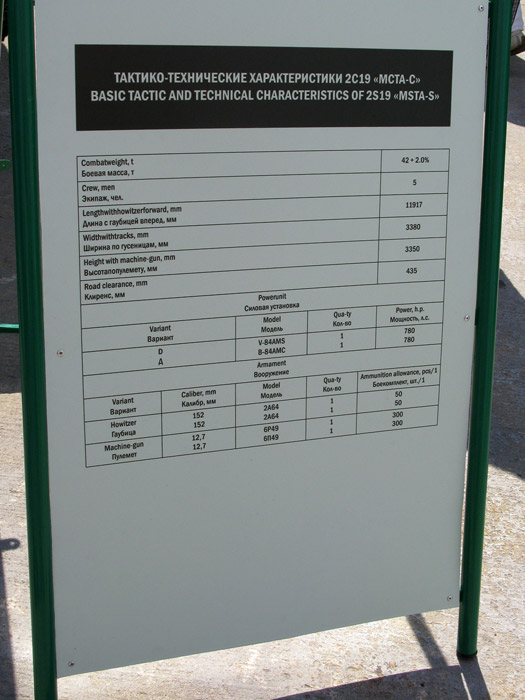 ТАКТИКО-ТЕХНИЧЕСКИЕ ХАРАКТЕРИСТИКИ 2С19 «МСТА-С»
BASIC TACTIC AND TECHNICAL CHARACTERISTICS OF 2S19 «MSTA-S»
Combatweight, t
Боевая масса, т
42 + 2.0%
Crew, men
Экипаж, чел.
5
Lengthwithhowitzerforward, mm
Длина с гаубицей вперед, мм
11917
Widthwithtracks, mm
Ширина по гусеницам, мм
3380
Height with machine-gun, mm
Высотапопулемету, мм
3350
Road clearance, mm
Клиренс, мм
435
Powerunit
Силовая установка
Variant Model Qua-ty Power, h.p.
Вариант Модель Кол-во Мощность, л.с.
D V-84AMS 1 780
Д В-84АМС 1 780
Armament
Вооружение
Variant Caliber, mm Model Qua-ty Ammunition allowance, pcs/1
Вариант Калибр, мм Модель Кол-во Боекомплект, шт./1
Howitzer 152 2A64 1 50
Гаубица 152 2А64 1 50
Machine-gun 12,7 6P49 1 300
Пулемет 12,7 6П49 1 300